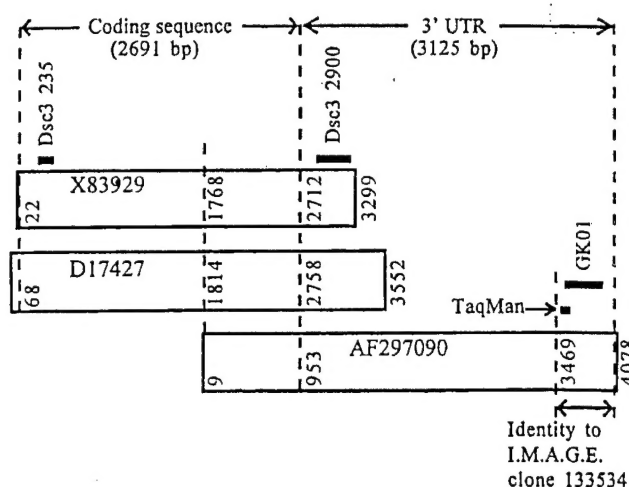 Coding sequence
(2691 bp)
3' UTR
(3125 bp)
Dsc3 235
Dsc3 2900
X83929
22
1768
2712
3299
D17427
68
1814
2758
3552
GK01
TaqMan
AF297090
9
953
3469
4078
Identity to
I.M.A.G.E.
clone 133534